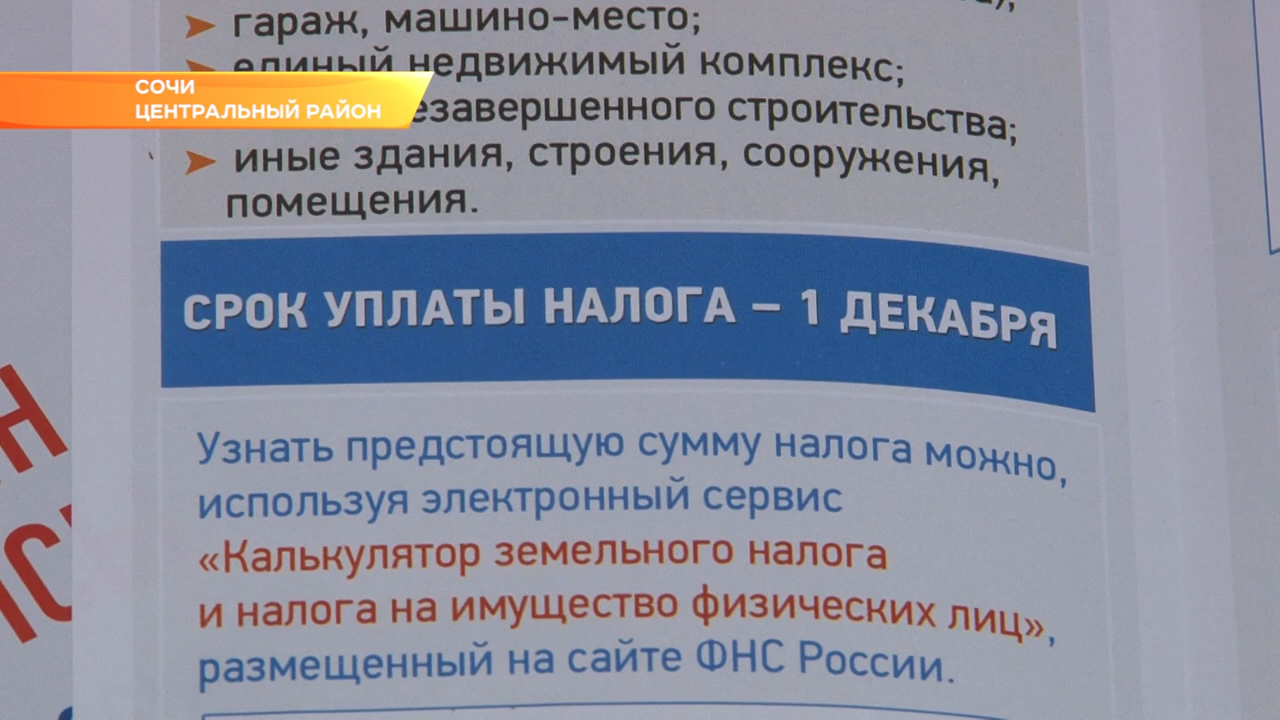 гараж, машино-место;
единый недвижимый комплекс;
СОЧИ
ЦЕНТРАЛЬНЫЙ РАЙОН
строительства;
иные здания, строения, сооружения,
помещения.
СРОК УПЛАТЫ НАЛОГА – 1 ДЕКАБРЯ
Узнать предстоящую сумму налога можно,
используя электронный сервис
«Калькулятор земельного налога
и налога на имущество физических лиц»,
размещенный на сайте ФНС России.